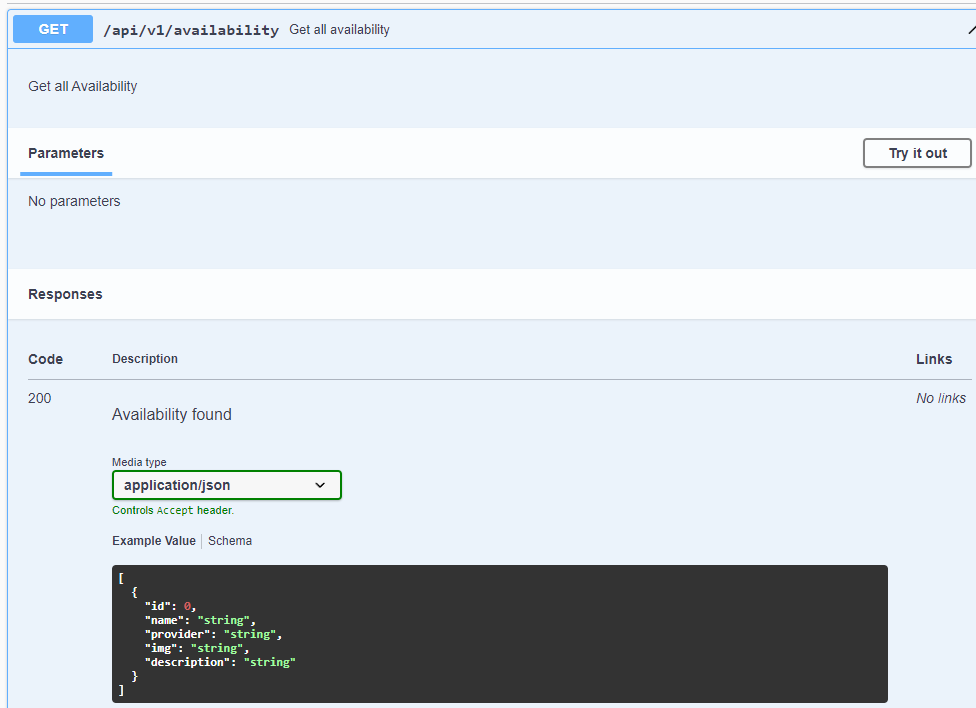 GET /api/v1/availability Get all availability
Get all Availability
Parameters Try it out
No parameters
Responses
Code Description Links
200 No links
Availability found
Media type
application/json
Controls Accept header.
Example Value Schema
[
  {
    "id": 0,
    "name": "string",
    "provider": "string",
    "img": "string",
    "description": "string"
  }
]